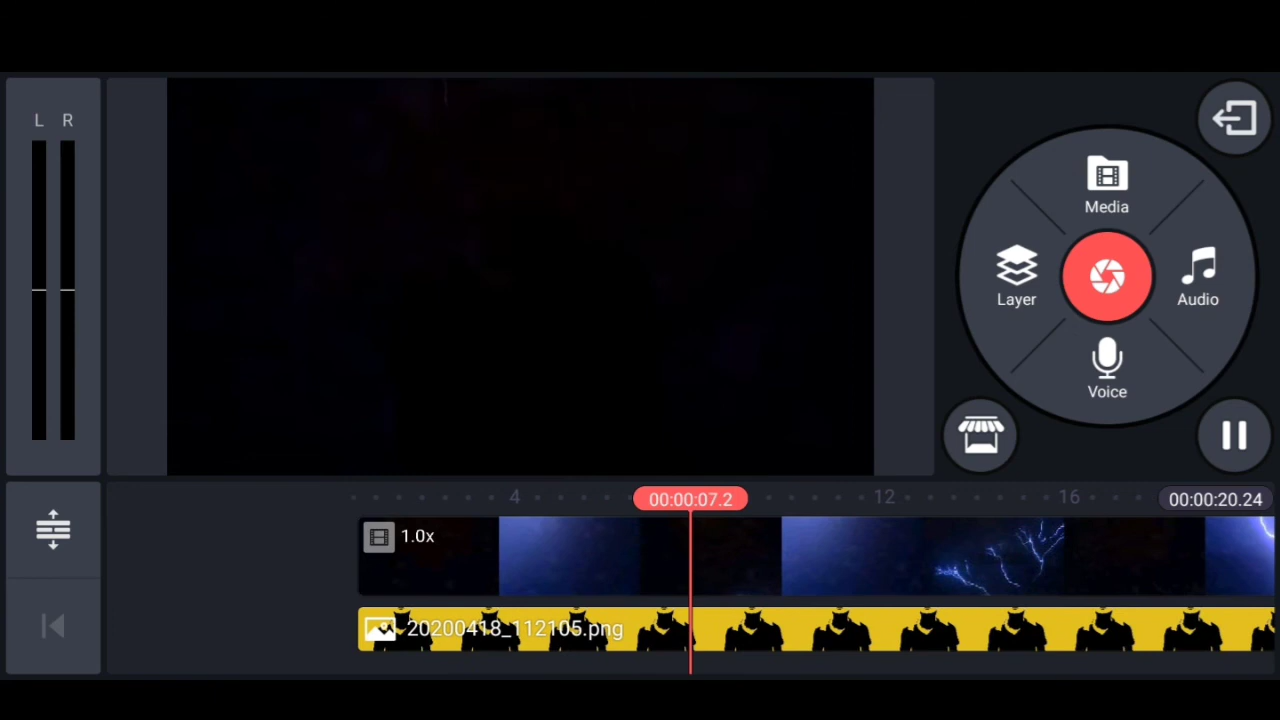 L R
Media
Layer
Audio
Voice
4
00:00:07.2
12
16
00:00:20.24
1.0x
20200418_112105.png